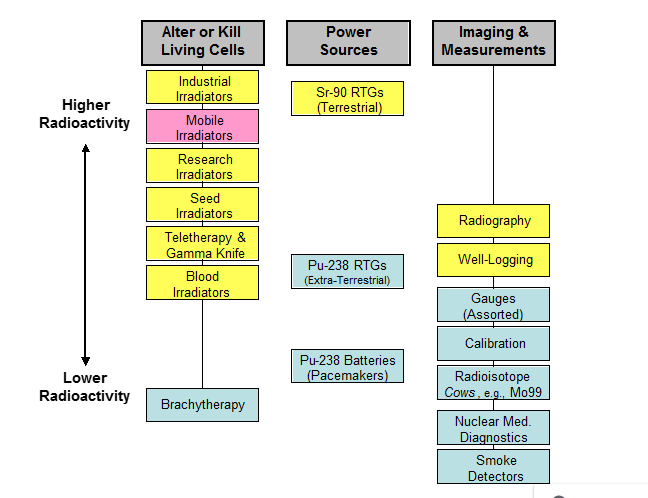 Alter or Kill
Living Cells
Power
Sources
Imaging &
Measurements
Higher
Radioactivity
Lower
Radioactivity
Industrial
Irradiators
Mobile
Irradiators
Research
Irradiators
Seed
Irradiators
Teletherapy &
Gamma Knife
Blood
Irradiators
Brachytherapy
Sr-90 RTGs
(Terrestrial)
Pu-238 RTGs
(Extra-Terrestrial)
Pu-238 Batteries
(Pacemakers)
Radiography
Well-Logging
Gauges
(Assorted)
Calibration
Radioisotope
Cows, e.g., Mo99
Nuclear Med.
Diagnostics
Smoke
Detectors